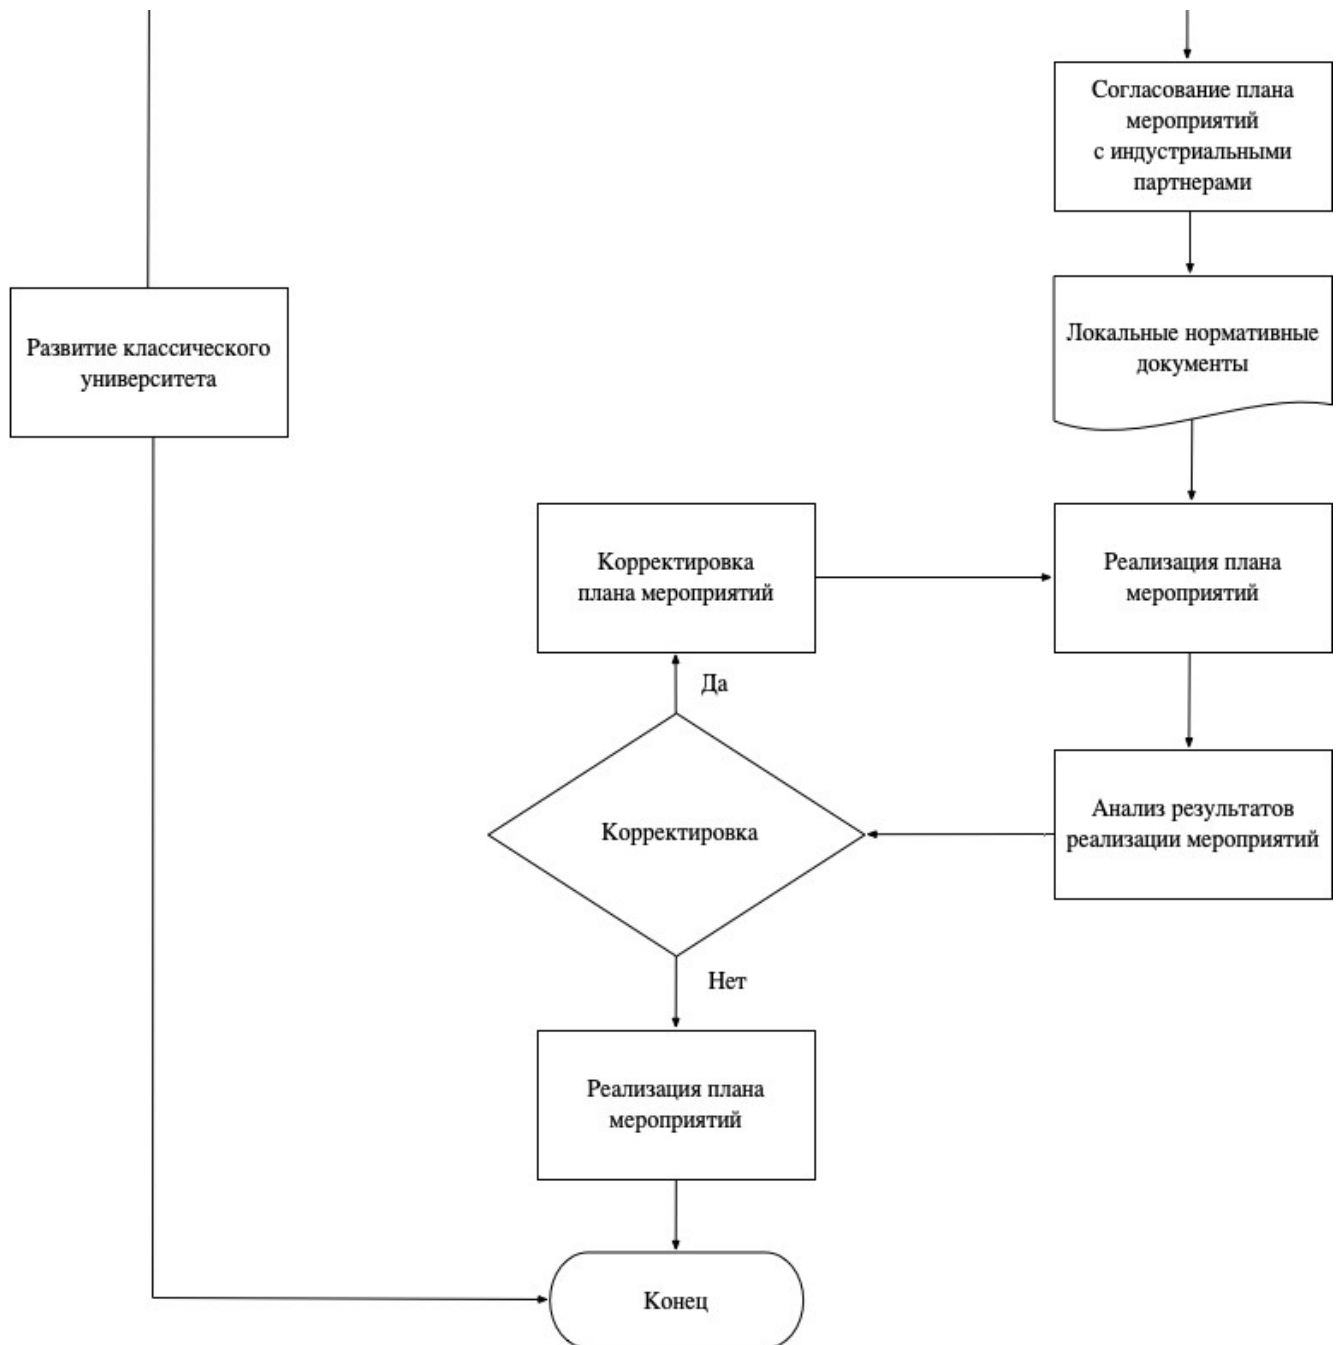 Согласование плана
мероприятий
с индустриальными
партнерами
Локальные нормативные
документы
Развитие классического
университета
Корректировка
плана мероприятий
Реализация плана
мероприятий
Да
Корректировка
Анализ результатов
реализации мероприятий
Нет
Реализация плана
мероприятий
Конец